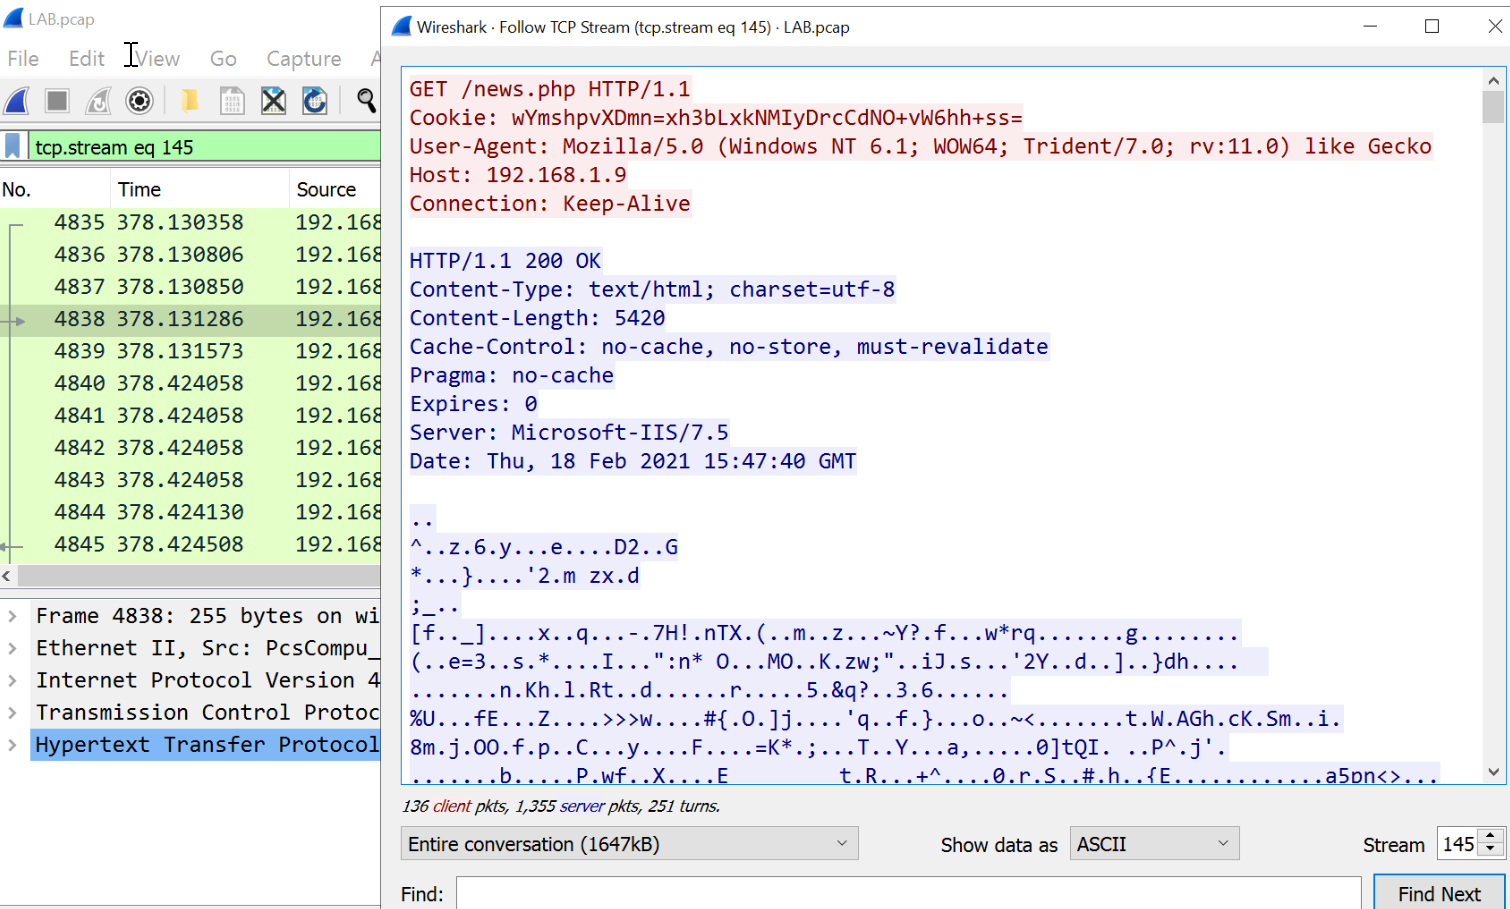 LAB.pcap
File Edit View Go Capture A
tcp.stream eq 145
No. Time Source
4835 378.130358 192.168
4836 378.130806 192.168
4837 378.130850 192.168
4838 378.131286 192.168
4839 378.131573 192.168
4840 378.424058 192.168
4841 378.424058 192.168
4842 378.424058 192.168
4843 378.424058 192.168
4844 378.424130 192.168
4845 378.424508 192.168
Frame 4838: 255 bytes on wi
Ethernet II, Src: PcsCompu_
Internet Protocol Version 4
Transmission Control Protoc
Hypertext Transfer Protocol
Wireshark · Follow TCP Stream (tcp.stream eq 145) · LAB.pcap
GET /news.php HTTP/1.1
Cookie: wYmshpvXDmn=xh3bLxkNMIyDrcCdNO+vW6hh+ss=
User-Agent: Mozilla/5.0 (Windows NT 6.1; WOW64; Trident/7.0; rv:11.0) like Gecko
Host: 192.168.1.9
Connection: Keep-Alive
HTTP/1.1 200 OK
Content-Type: text/html; charset=utf-8
Content-Length: 5420
Cache-Control: no-cache, no-store, must-revalidate
Pragma: no-cache
Expires: 0
Server: Microsoft-IIS/7.5
Date: Thu, 18 Feb 2021 15:47:40 GMT
..
^..z.6.y...e....D2..G
*...}....'2.m zx.d
;_..
[f.._]....x..q...-.7H!.nTX.(..m..z...~Y?.f...w*rq.......g........
(..e=3..s.*....I...":n* O...MO..K.zw;"..iJ.s...'2Y..d..]..}dh....
.......n.Kh.l.Rt..d......r.....5.&q?..3.6......
%U...fE...Z....>>>w....#{.O.]j....'q..f.}...o..~<.......t.W.AGh.cK.Sm..i.
8m.j.OO.f.p..C...y....F....=K*.;...T..Y...a,.....0]tQI. ..P^.j'.
.......b.....P.wf..X....E t.R...+^....0.r.S..#.h..{E............a5pn<>...
136 client pkts, 1,355 server pkts, 251 turns.
Entire conversation (1647kB) Show data as ASCII Stream 145
Find: Find Next